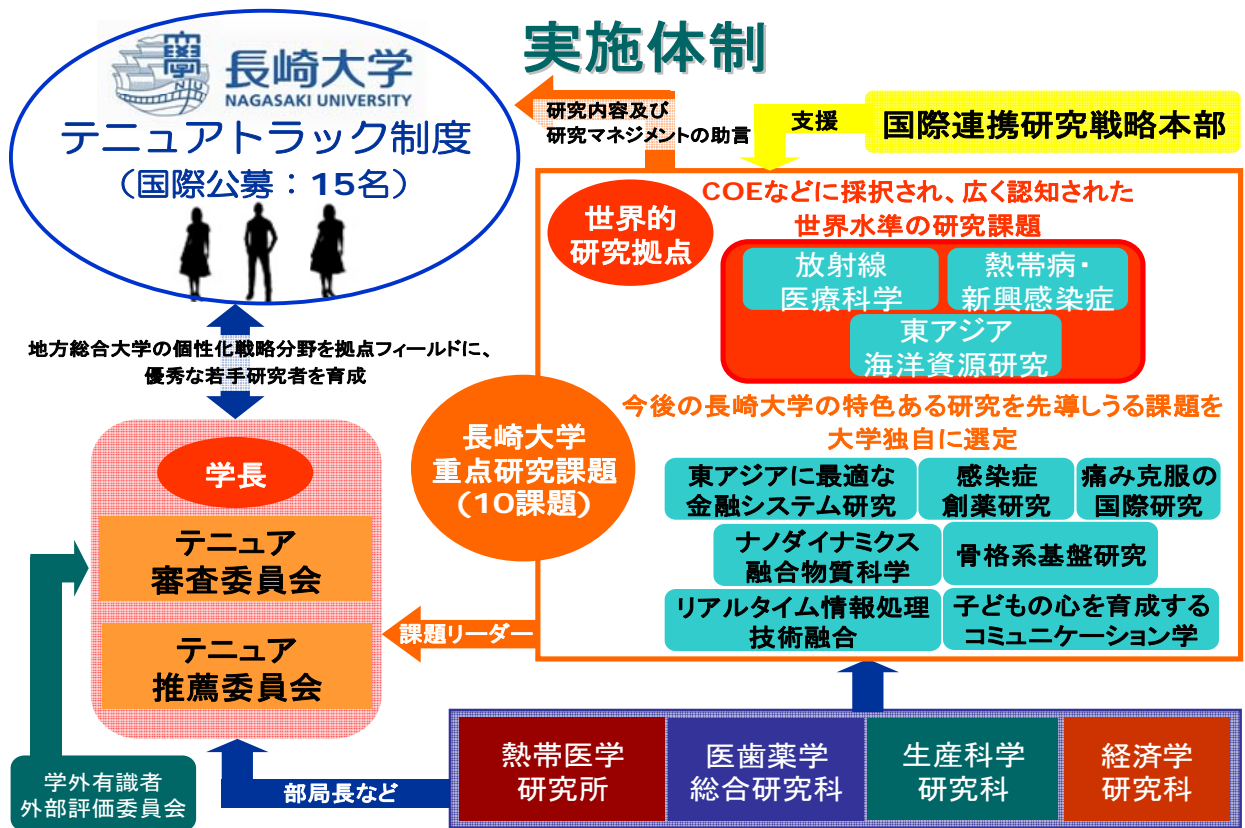 實學
NIU
長崎大学
NAGASAKI UNIVERSITY
テニュアトラック制度
(国際公募:15名)
実施体制
研究内容及び
研究マネジメントの助言
支援
国際連携研究戦略本部
世界的
研究拠点
COEなどに採択され、広く認知された
世界水準の研究課題
放射線
医療科学
熱帯病・
新興感染症
東アジア
海洋資源研究
地方総合大学の個性化戦略分野を拠点フィールドに、
優秀な若手研究者を育成
長崎大学
重点研究課題
(10課題)
今後の長崎大学の特色ある研究を先導しうる課題を
大学独自に選定
東アジアに最適な
金融システム研究
感染症
創薬研究
痛み克服の
国際研究
ナノダイナミクス
融合物質科学
骨格系基盤研究
リアルタイム情報処理
技術融合
子どもの心を育成する
コミュニケーション学
学長
テニュア
審査委員会
テニュア
推薦委員会
課題リーダー
学外有識者
外部評価委員会
部局長など
熱帯医学
研究所
医歯薬学
総合研究科
生産科学
研究科
経済学
研究科